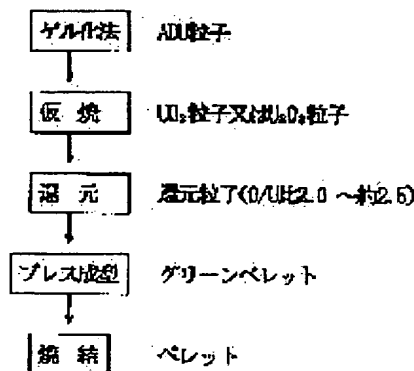 ゲル化法 ADU粒子
仮焼 UO₃粒子又はU₃O₈粒子
還元 還元粒子(O/U比2.0 ～約2.5)
プレス成型 グリーンペレット
焼結 ペレット